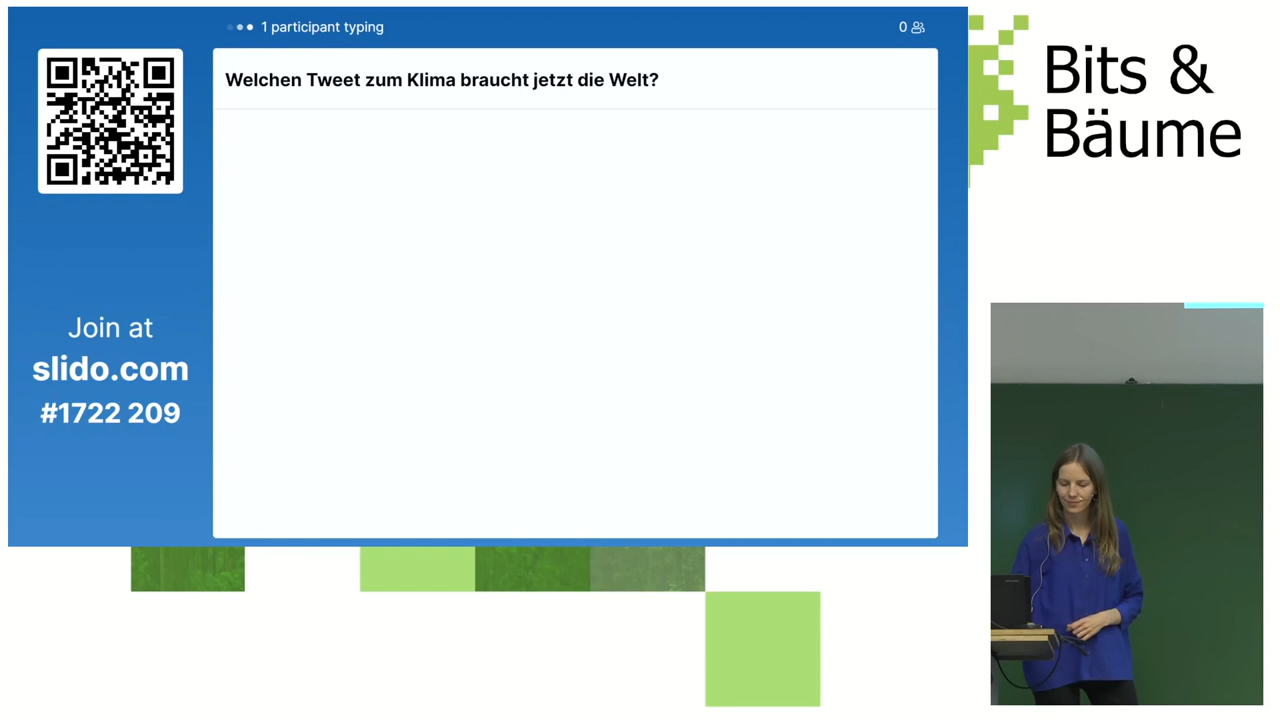 1 participant typing
0
Welchen Tweet zum Klima braucht jetzt die Welt?
Join at
slido.com
#1722 209
Bits &
Bäume